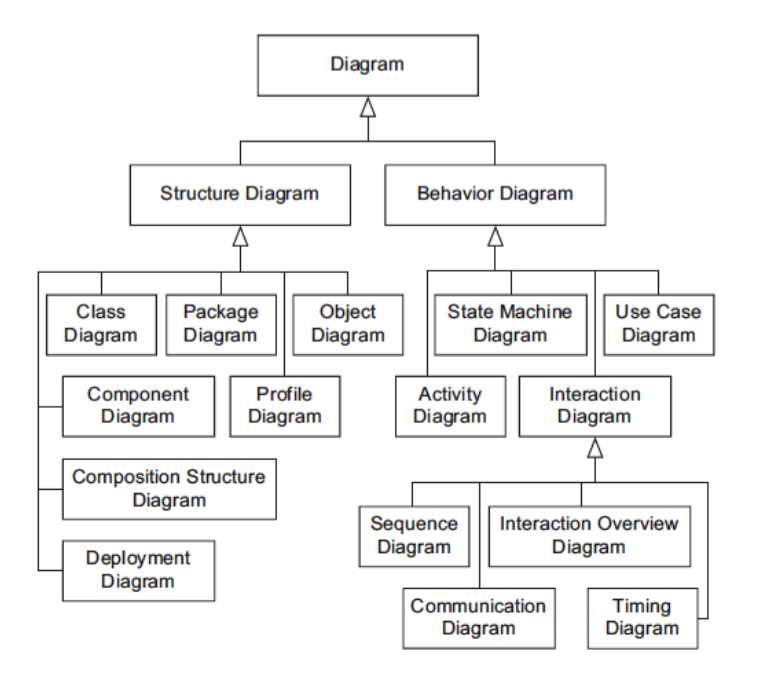 Diagram
Structure Diagram
Behavior Diagram
Class
Diagram
Package
Diagram
Object
Diagram
State Machine
Diagram
Use Case
Diagram
Component
Diagram
Profile
Diagram
Activity
Diagram
Interaction
Diagram
Composition Structure
Diagram
Sequence
Diagram
Interaction Overview
Diagram
Deployment
Diagram
Communication
Diagram
Timing
Diagram